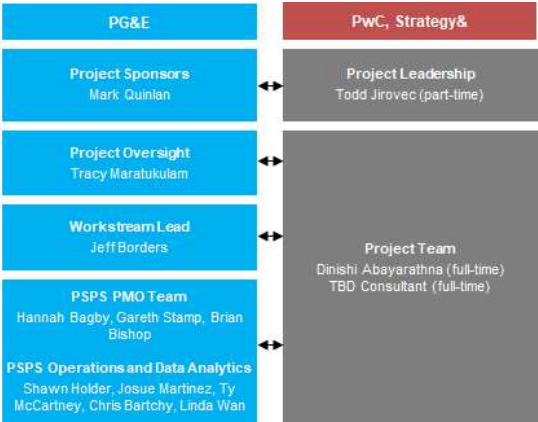 PG&E
PwC, Strategy&
Project Sponsors
Mark Quinlan
Project Leadership
Todd Jirovec (part-time)
Project Oversight
Tracy Maratukulam
Workstream Lead
Jeff Borders
Project Team
Dinishi Abayarathna (full-time)
TBD Consultant (full-time)
PSPS PMO Team
Hannah Bagby, Gareth Stamp, Brian
Bishop
PSPS Operations and Data Analytics
Shawn Holder, Josue Martinez, Ty
McCartney, Chris Bartchy, Linda Wan